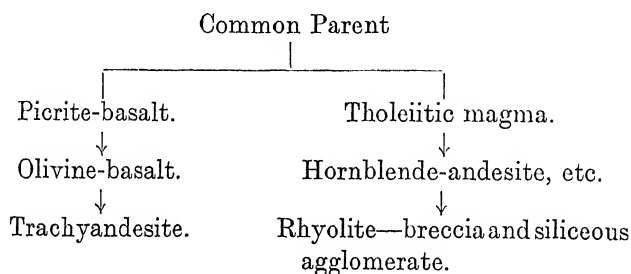 Common Parent
Picrite-basalt. Tholeiitic magma.
Olivine-basalt. Hornblende-andesite, etc.
Trachyandesite. Rhyolite—breccia and siliceous
agglomerate.